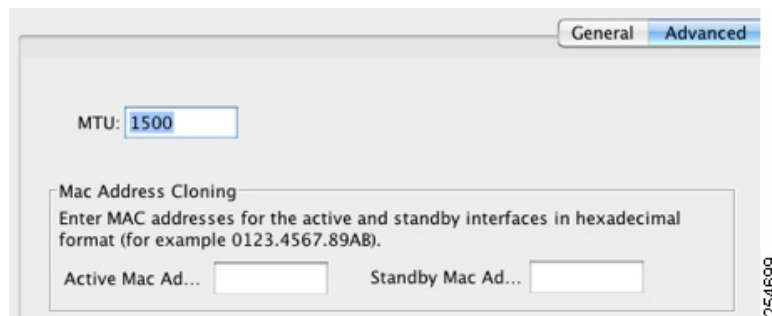 General Advanced
MTU: 1500
Mac Address Cloning
Enter MAC addresses for the active and standby interfaces in hexadecimal
format (for example 0123.4567.89AB).
Active Mac Ad... Standby Mac Ad...
254699